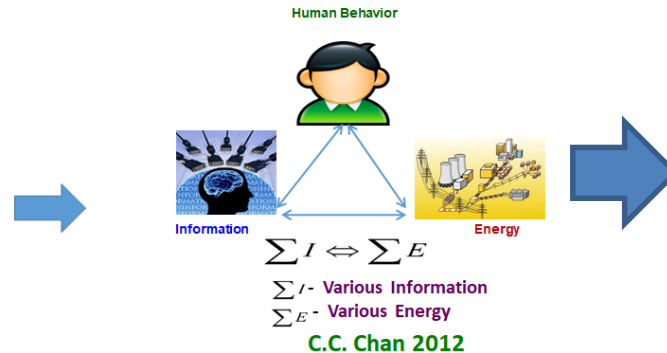 Human Behavior
Information
Energy
∑ I ⇔ ∑ E
∑ I - Various Information
∑ E - Various Energy
C.C. Chan 2012